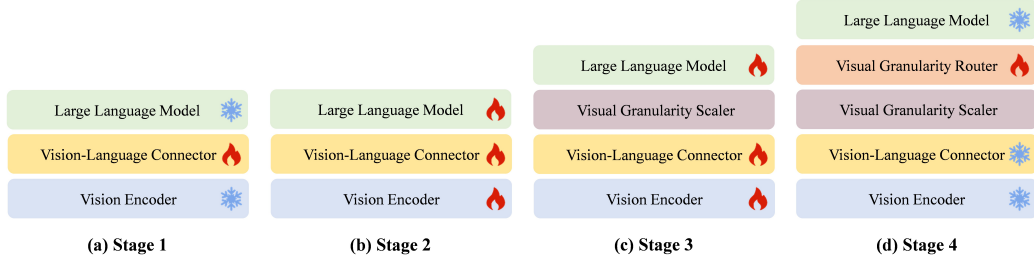 Large Language Model
Vision-Language Connector
Vision Encoder
(a) Stage 1
Large Language Model
Vision-Language Connector
Vision Encoder
(b) Stage 2
Large Language Model
Visual Granularity Scaler
Vision-Language Connector
Vision Encoder
(c) Stage 3
Large Language Model
Visual Granularity Router
Visual Granularity Scaler
Vision-Language Connector
Vision Encoder
(d) Stage 4